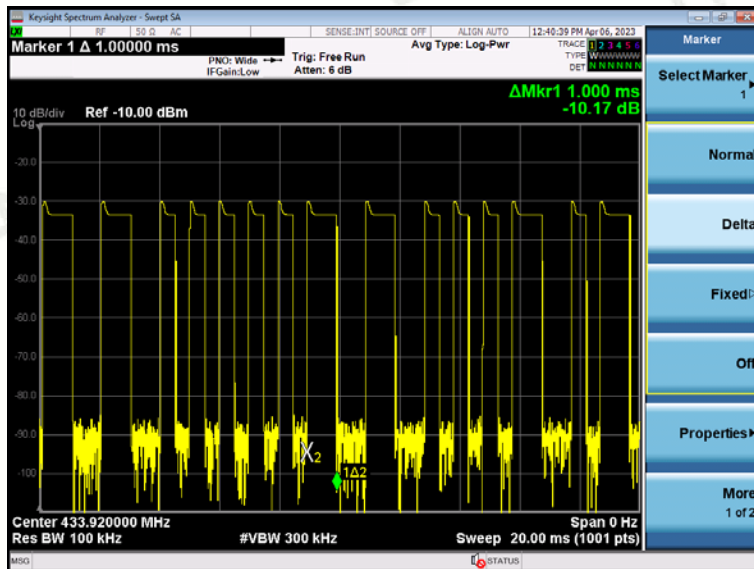 Keysight Spectrum Analyzer - Swept SA
LXI RF 50 Ω AC SENSE:INT SOURCE OFF ALIGN AUTO 12:40:39 PM Apr 06, 2023
Marker 1 Δ 1.00000 ms
PNO: Wide
IFGain:Low
Trig: Free Run
Atten: 6 dB
Avg Type: Log-Pwr
TRACE 1 2 3 4 5 6
TYPE WWWWWW
DET N N N N N N
ΔMkr1 1.000 ms
-10.17 dB
10 dB/div
Log
Ref -10.00 dBm
-20.0
-30.0
-40.0
-50.0
-60.0
-70.0
-80.0
-90.0
-100
X2
1Δ2
Center 433.920000 MHz
Res BW 100 kHz
#VBW 300 kHz
Span 0 Hz
Sweep 20.00 ms (1001 pts)
MSG
STATUS
Marker
Select Marker
1
Normal
Delta
Fixed
Off
Properties
More
1 of 2